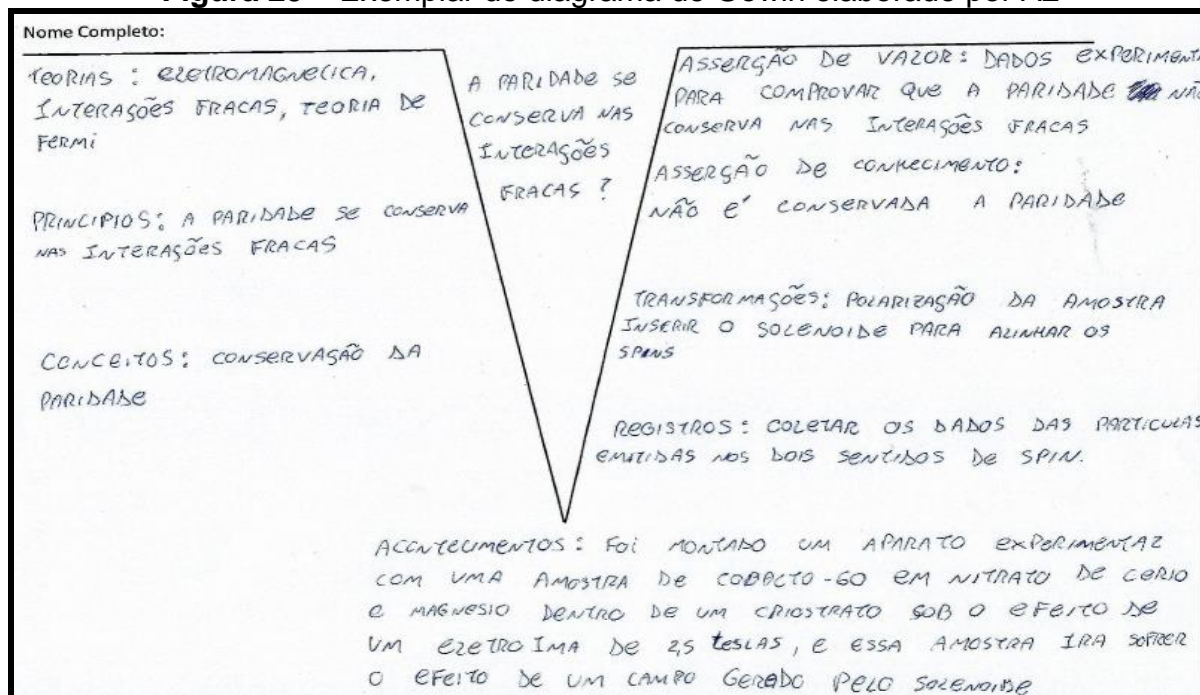 Figura 23 – Exemplar do diagrama de Gowin elaborado por A2
Nome Completo:
TEORIAS : ELETROMAGNETICA,
INTERAÇÕES FRACAS, TEORIA DE
FERMI
PRINCIPIOS: A PARIDADE SE CONSERVA
NAS INTERAÇÕES FRACAS
CONCEITOS: CONSERVAÇÃO DA
PARIDADE
A PARIDADE SE
CONSERVA NAS
INTERAÇÕES
FRACAS ?
ASSERÇÃO DE VALOR: DADOS EXPERIMENTA
PARA COMPROVAR QUE A PARIDADE NÃO
CONSERVA NAS INTERAÇÕES FRACAS
ASSERÇÃO DE CONHECIMENTO:
NÃO E' CONSERVADA A PARIDADE
TRANSFORMAÇÕES: POLARIZAÇÃO DA AMOSTRA
INSERIR O SOLENOIDE PARA ALINHAR OS
SPINS
REGISTROS: COLETAR OS DADOS DAS PARTICULAS
EMITIDAS NOS DOIS SENTIDOS DE SPIN.
ACONTECIMENTOS: FOI MONTADO UM APARATO EXPERIMENTAL
COM UMA AMOSTRA DE COBALTO-60 EM NITRATO DE CERIO
E MAGNESIO DENTRO DE UM CRIOSTRATO SOB O EFEITO DE
UM ELETRO IMA DE 2,5 TESLAS, E ESSA AMOSTRA IRA SOFRER
O EFEITO DE UM CAMPO GERADO PELO SOLENOIDE